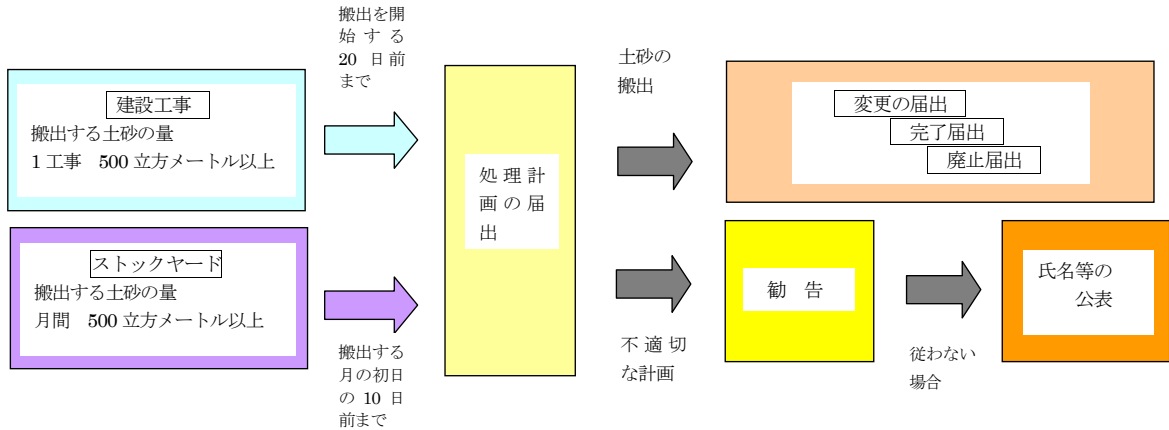 搬出を開
始する
20 日前
まで
建設工事
搬出する土砂の量
1 工事　500 立方メートル以上
ストックヤード
搬出する土砂の量
月間　500 立方メートル以上
搬出する
月の初日
の 10 日
前まで
処理計
画の届
出
土砂の
搬出
変更の届出
完了届出
廃止届出
不適切
な計画
勧　告
従わない
場合
氏名等の
公表